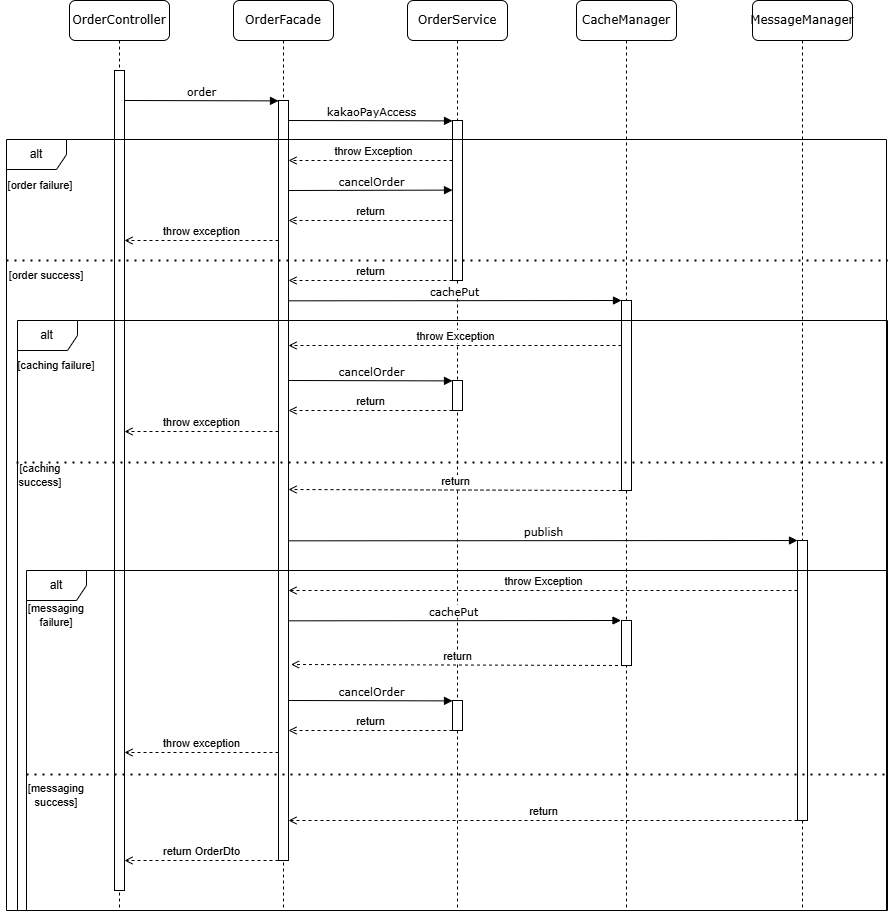 OrderController
OrderFacade
OrderService
CacheManager
MessageManager
order
kakaoPayAccess
alt
throw Exception
[order failure]
cancelOrder
return
throw exception
[order success]
return
cachePut
alt
throw Exception
[caching failure]
cancelOrder
return
throw exception
[caching
success]
return
publish
alt
throw Exception
[messaging
failure]
cachePut
return
cancelOrder
return
throw exception
[messaging
success]
return
return OrderDto